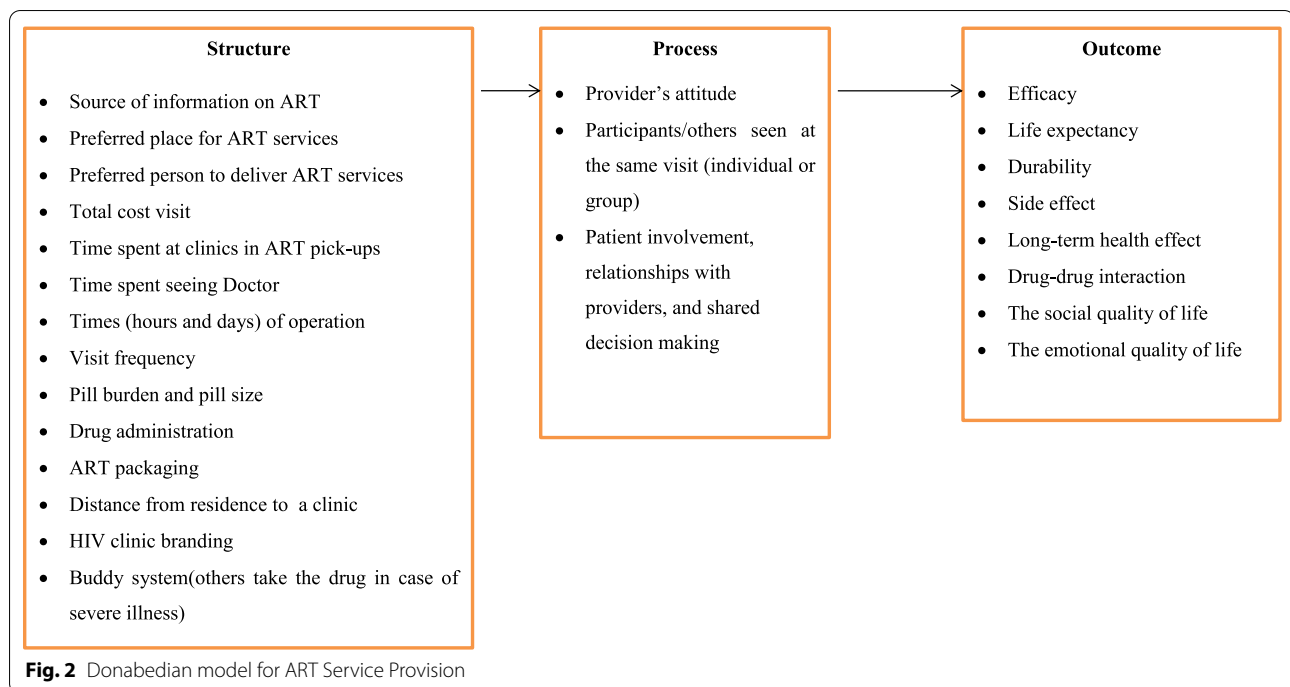 Structure
• Source of information on ART
• Preferred place for ART services
• Preferred person to deliver ART services
• Total cost visit
• Time spent at clinics in ART pick-ups
• Time spent seeing Doctor
• Times (hours and days) of operation
• Visit frequency
• Pill burden and pill size
• Drug administration
• ART packaging
• Distance from residence to a clinic
• HIV clinic branding
• Buddy system(others take the drug in case of
severe illness)
Process
• Provider’s attitude
• Participants/others seen at
the same visit (individual or
group)
• Patient involvement,
relationships with
providers, and shared
decision making
Outcome
• Efficacy
• Life expectancy
• Durability
• Side effect
• Long-term health effect
• Drug-drug interaction
• The social quality of life
• The emotional quality of life
Fig. 2 Donabedian model for ART Service Provision